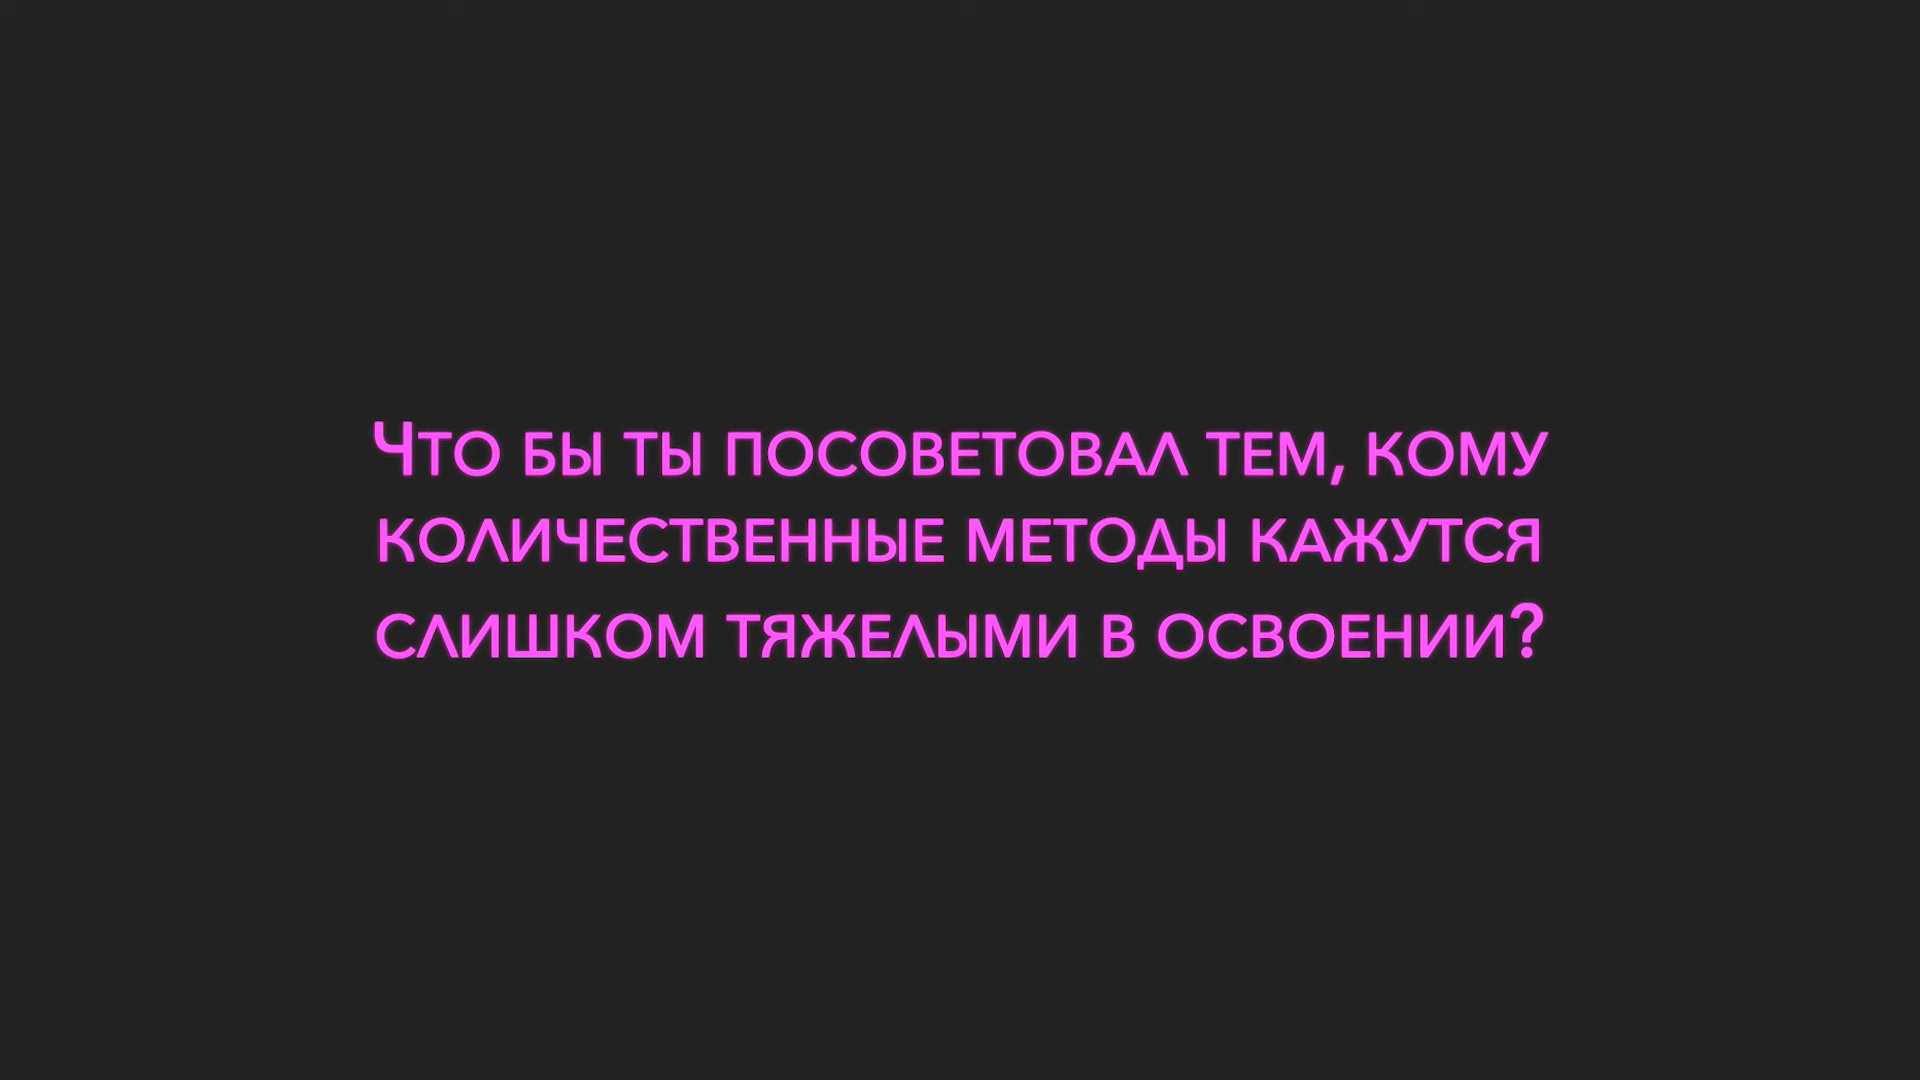 Что бы ты посоветовал тем, кому
количественные методы кажутся
слишком тяжелыми в освоении?